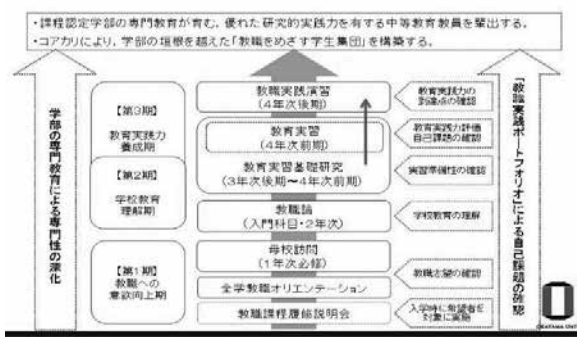 ・課程認定学部の専門教育が育む、優れた研究的実践力を有する中等教育教員を輩出する。
・コアカリにより、学部の垣根を越えた「教職をめざす学生集団」を構築する。
学部の専門教育による専門性の深化
【第3期】
教育実践力
養成期
【第2期】
学校教育
理解期
【第1期】
教職への
意欲向上期
教職実践演習
(4年次後期)
教育実習
(4年次前期)
教育実習基礎研究
(3年次後期～4年次前期)
教職論
(入門科目・2年次)
母校訪問
(1年次必修)
全学教職オリエンテーション
教職課程履修説明会
教育実践力の
到達点の確認
教育実践力評価
自己課題の確認
実習準備性の確認
学校教育の理解
教職志望の確認
入学時に希望者を
対象に実施
「教職実践ポートフォリオ」による自己課題の確認
OKAYAMA UNIV.